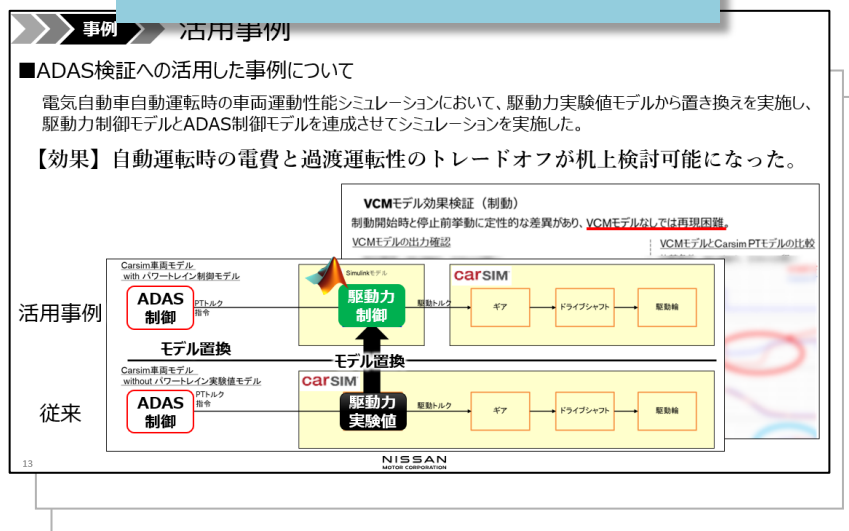 事例
活用事例
■ADAS検証への活用した事例について
電気自動車自動運転時の車両運動性能シミュレーションにおいて、駆動力実験値モデルから置き換えを実施し、
駆動力制御モデルとADAS制御モデルを連成させてシミュレーションを実施した。
【効果】自動運転時の電費と過渡運転性のトレードオフが机上検討可能になった。
VCMモデル効果検証（制動）
制動開始時と停止前挙動に定性的な差異があり、VCMモデルなしでは再現困難。
VCMモデルの出力確認
VCMモデルとCarsim PTモデルの比較
活用事例
Carsim車両モデル
with パワートレイン制御モデル
ADAS
制御
PTトルク
指令
Simulinkモデル
駆動力
制御
駆動トルク
carSIM
ギア
ドライブシャフト
駆動輪
モデル置換
モデル置換
従来
Carsim車両モデル
without パワートレイン実験値モデル
ADAS
制御
PTトルク
指令
carSIM
駆動力
実験値
駆動トルク
ギア
ドライブシャフト
駆動輪
13
NISSAN
MOTOR CORPORATION